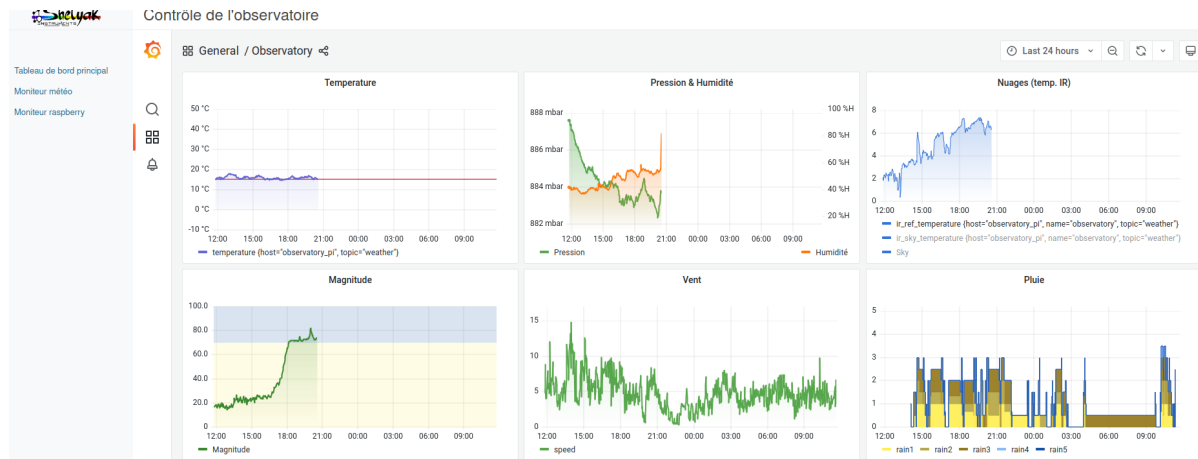 Shelyak
INSTRUMENTS
Contrôle de l'observatoire
General / Observatory
Last 24 hours
Tableau de bord principal
Moniteur météo
Moniteur raspberry
Temperature
50 °C
40 °C
30 °C
20 °C
10 °C
0 °C
-10 °C
12:00 15:00 18:00 21:00 00:00 03:00 06:00 09:00
temperature {host="observatory_pi", topic="weather"}
Pression & Humidité
888 mbar
886 mbar
884 mbar
882 mbar
100 %H
80 %H
60 %H
40 %H
20 %H
12:00 15:00 18:00 21:00 00:00 03:00 06:00 09:00
Pression
Humidité
Nuages (temp. IR)
8
6
4
2
0
12:00 15:00 18:00 21:00 00:00 03:00 06:00 09:00
ir_ref_temperature {host="observatory_pi", name="observatory", topic="weather"}
ir_sky_temperature {host="observatory_pi", name="observatory", topic="weather"}
Sky
Magnitude
100.0
80.0
60.0
40.0
20.0
0
12:00 15:00 18:00 21:00 00:00 03:00 06:00 09:00
Magnitude
Vent
15
10
5
0
12:00 15:00 18:00 21:00 00:00 03:00 06:00 09:00
speed
Pluie
5
4
3
2
1
0
12:00 15:00 18:00 21:00 00:00 03:00 06:00 09:00
rain1 rain2 rain3 rain4 rain5